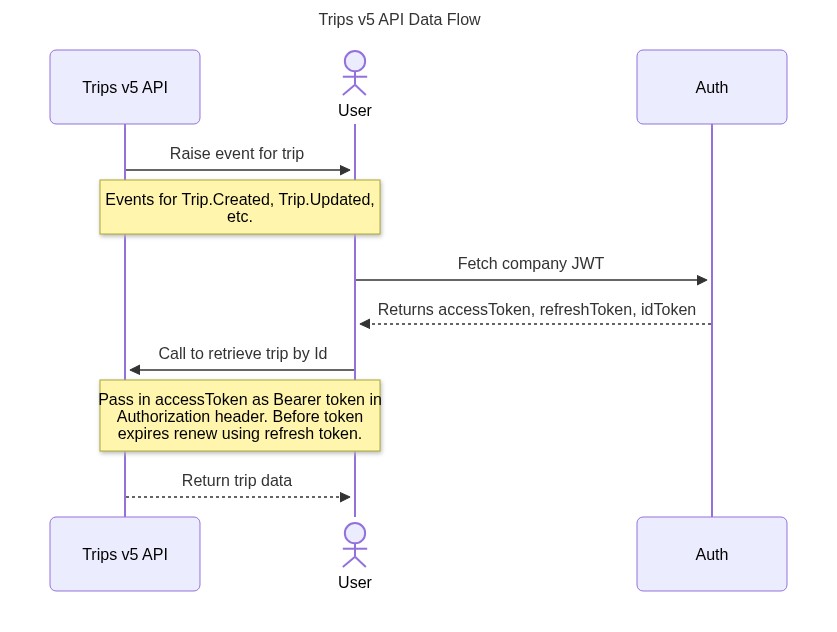 Trips v5 API Data Flow
Trips v5 API
User
Auth
Raise event for trip
Events for Trip.Created, Trip.Updated,
etc.
Fetch company JWT
Returns accessToken, refreshToken, idToken
Call to retrieve trip by Id
Pass in accessToken as Bearer token in
Authorization header. Before token
expires renew using refresh token.
Return trip data
Trips v5 API
User
Auth